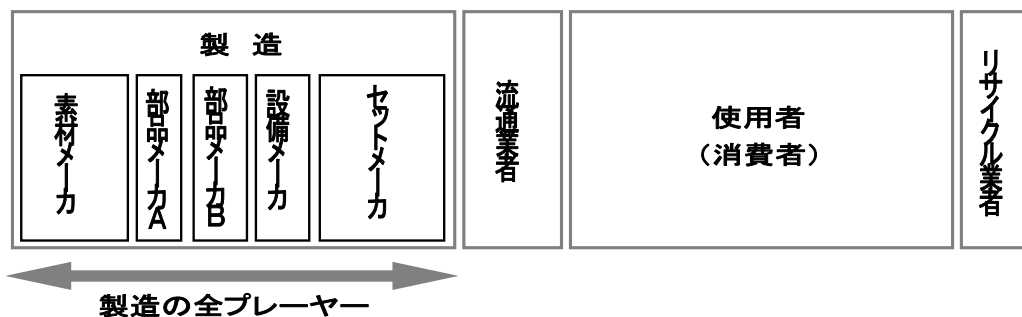 製 造
素材メーカ
部品メーカA
部品メーカB
設備メーカ
セットメーカ
流通業者
使用者
（消費者）
リサイクル業者
製造の全プレーヤー